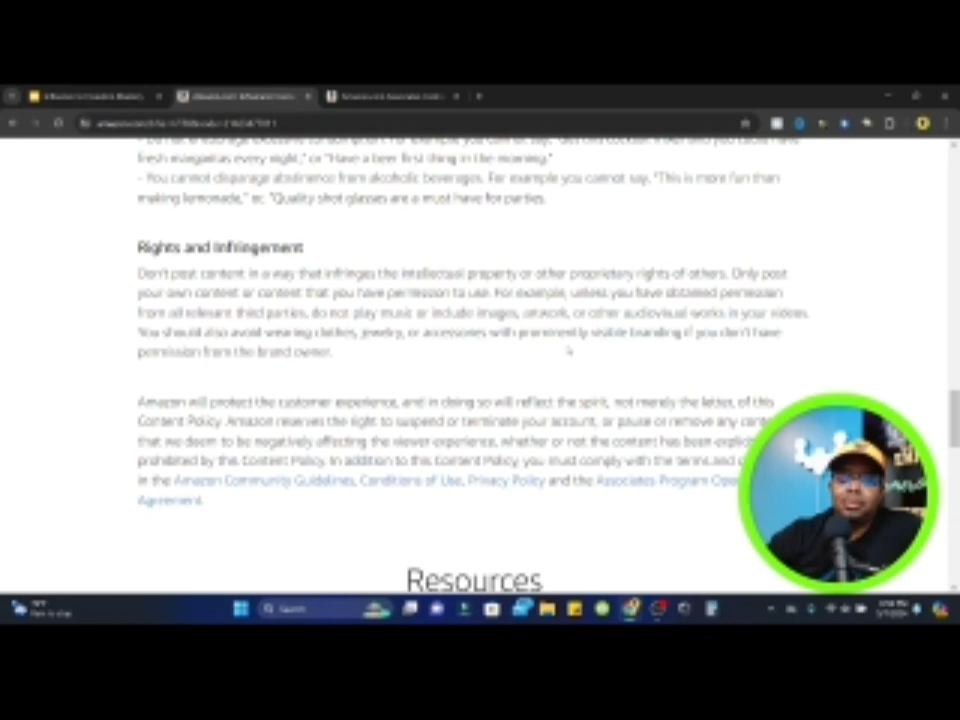 fresh margaritas every night," or "Have a beer first thing in the morning."
- You cannot disparage abstinence from alcoholic beverages. For example you cannot say, "This is more fun than
making lemonade," or, "Quality shot glasses are a must have for parties.
Rights and Infringement
Don't post content in a way that infringes the intellectual property or other proprietary rights of others. Only post
your own content or content that you have permission to use. For example, unless you have obtained permission
from all relevant third parties, do not play music or include images, artwork, or other audiovisual works in your videos.
You should also avoid wearing clothes, jewelry, or accessories with prominently visible branding if you don't have
permission from the brand owner.
Amazon will protect the customer experience, and in doing so will reflect the spirit, not merely the letter, of this
Content Policy. Amazon reserves the right to suspend or terminate your account, or pause or remove any
that we deem to be negatively affecting the viewer experience, whether or not the content has been
prohibited by this Content Policy. In addition to this Content Policy, you must comply with the terms and
in the Amazon Community Guidelines, Conditions of Use, Privacy Policy and the Associates Program
Agreement.
Resources
Search